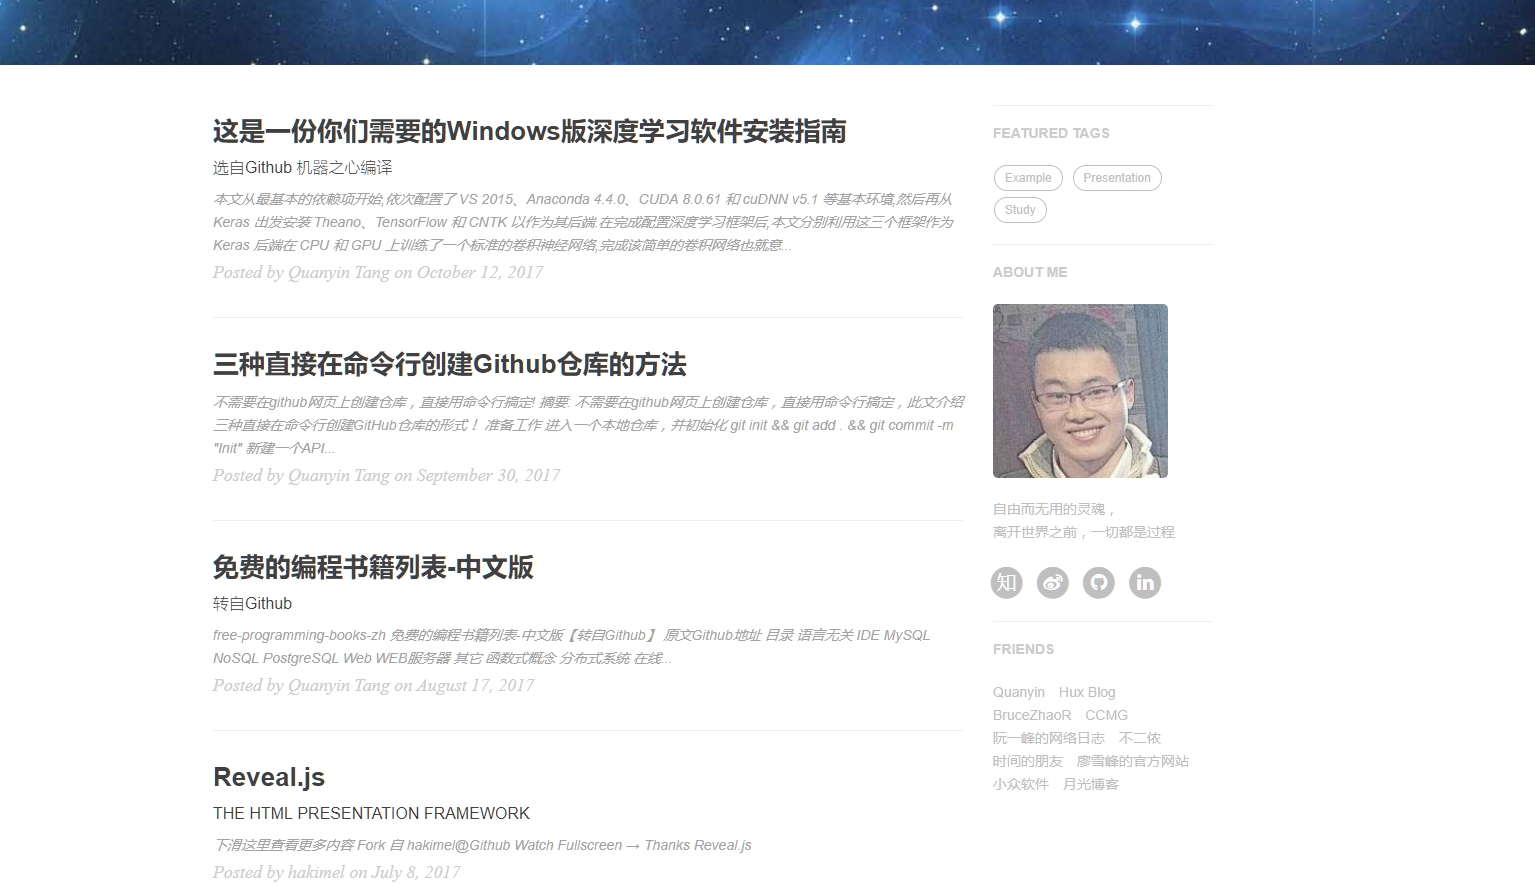 这是一份你们需要的Windows版深度学习软件安装指南
选自Github 机器之心编译
本文从最基本的依赖项开始,依次配置了 VS 2015、Anaconda 4.4.0、CUDA 8.0.61 和 cuDNN v5.1 等基本环境,然后再从
Keras 出发安装 Theano、TensorFlow 和 CNTK 以作为其后端.在完成配置深度学习框架后,本文分别利用这三个框架作为
Keras 后端在 CPU 和 GPU 上训练了一个标准的卷积神经网络,完成该简单的卷积网络也就意...
Posted by Quanyin Tang on October 12, 2017
三种直接在命令行创建Github仓库的方法
不需要在github网页上创建仓库，直接用命令行搞定! 摘要: 不需要在github网页上创建仓库，直接用命令行搞定，此文介绍
三种直接在命令行创建GitHub仓库的形式！ 准备工作 进入一个本地仓库，并初始化 git init && git add . && git commit -m
"Init" 新建一个API...
Posted by Quanyin Tang on September 30, 2017
免费的编程书籍列表-中文版
转自Github
free-programming-books-zh 免费的编程书籍列表-中文版【转自Github】 原文Github地址 目录 语言无关 IDE MySQL
NoSQL PostgreSQL Web WEB服务器 其它 函数式概念 分布式系统 在线...
Posted by Quanyin Tang on August 17, 2017
Reveal.js
THE HTML PRESENTATION FRAMEWORK
下滑这里查看更多内容 Fork 自 hakimel@Github Watch Fullscreen → Thanks Reveal.js
Posted by hakimel on July 8, 2017
FEATURED TAGS
Example Presentation
Study
ABOUT ME
自由而无用的灵魂，
离开世界之前，一切都是过程
知 in
FRIENDS
Quanyin Hux Blog
BruceZhaoR CCMG
阮一峰的网络日志 不二侬
时间的朋友 廖雪峰的官方网站
小众软件 月光博客